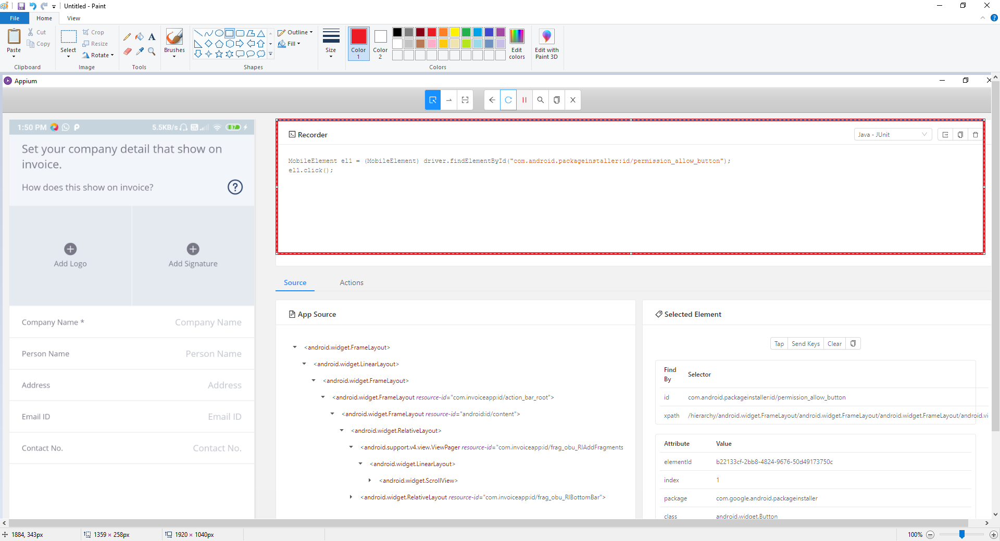 Untitled - Paint
File
Home
View
Paste
Cut
Copy
Clipboard
Select
Crop
Resize
Rotate
Image
A
Tools
Brushes
Shapes
Outline
Fill
Size
Color 1
Color 2
Edit colors
Colors
Edit with Paint 3D
Appium
1:50 PM
5.5KB/s
87
Set your company detail that show on
invoice.
How does this show on invoice?
?
Add Logo
Add Signature
Company Name *
Company Name
Person Name
Person Name
Address
Address
Email ID
Email ID
Contact No.
Contact No.
Recorder
Java - JUnit
MobileElement el1 = (MobileElement) driver.findElementById("com.android.packageinstaller:id/permission_allow_button");
el1.click();
Source
Actions
App Source
<android.widget.FrameLayout>
<android.widget.LinearLayout>
<android.widget.FrameLayout>
<android.widget.FrameLayout resource-id="com.invoiceapp:id/action_bar_root">
<android.widget.FrameLayout resource-id="android:id/content">
<android.widget.RelativeLayout>
<android.support.v4.view.ViewPager resource-id="com.invoiceapp:id/frag_obu_RlAddFragments
<android.widget.LinearLayout>
<android.widget.ScrollView>
<android.widget.RelativeLayout resource-id="com.invoiceapp:id/frag_obu_RlBottomBar">
Selected Element
Tap
Send Keys
Clear
Find By
Selector
id
com.android.packageinstaller:id/permission_allow_button
xpath
/hierarchy/android.widget.FrameLayout/android.widget.FrameLayout/android.widget.FrameLayout/android.vi
Attribute
Value
elementId
b22133cf-2bb8-4824-9676-50d49173750c
index
1
package
com.google.android.packageinstaller
class
android.widget.Button
1884, 343px
1359 × 258px
1920 × 1040px
100%